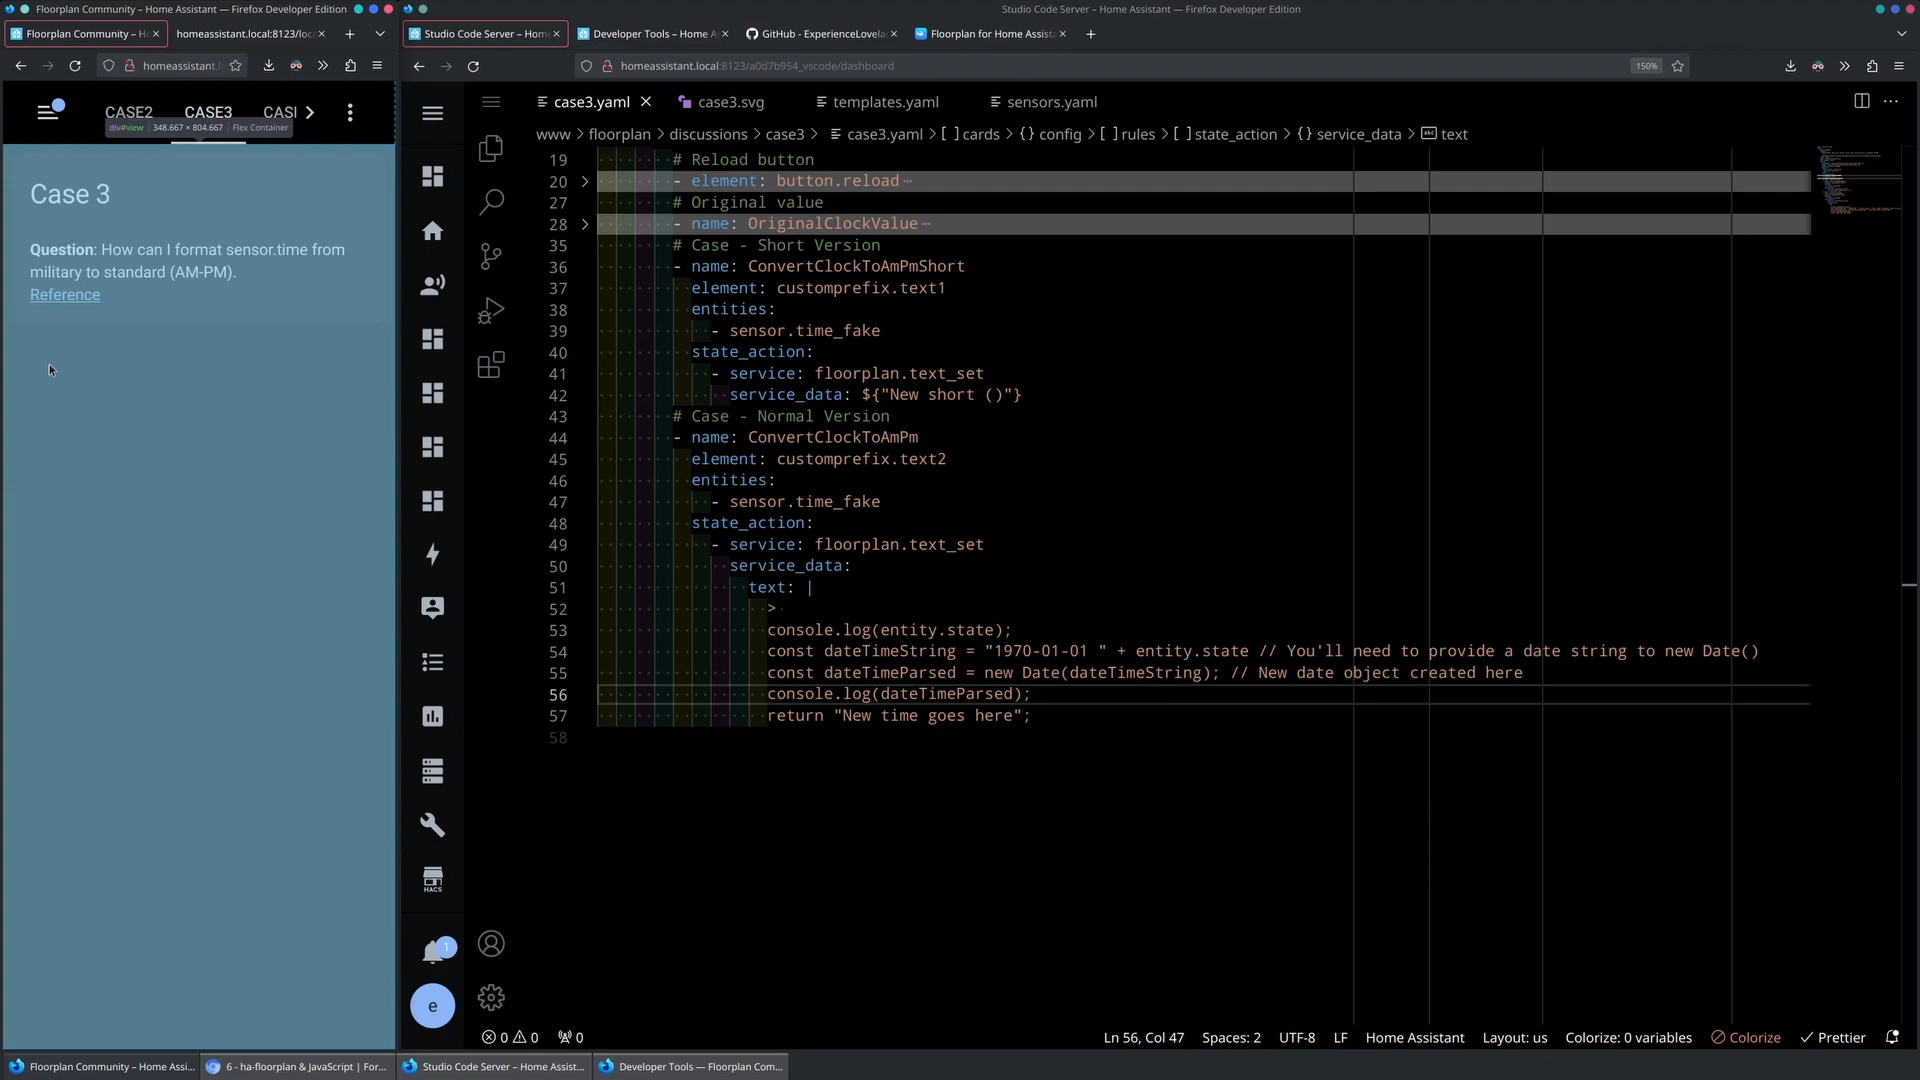 Floorplan Community – Home Assistant — Firefox Developer Edition
Floorplan Community – H
homeassistant.local:8123/loc
homeassistant.l
CASE2
CASE3
CASI
div#view | 348.667 × 804.667 | Flex Container
Case 3
Question: How can I format sensor.time from
military to standard (AM-PM).
Reference
Studio Code Server – Home Assistant — Firefox Developer Edition
Studio Code Server – Home
Developer Tools – Home A
GitHub - ExperienceLovela
Floorplan for Home Assist
homeassistant.local:8123/a0d7b954_vscode/dashboard
150%
case3.yaml
case3.svg
templates.yaml
sensors.yaml
www > floorplan > discussions > case3 > case3.yaml > [ ] cards > {} config > [ ] rules > [ ] state_action > {} service_data > abc text
19 # Reload button
20 - element: button.reload ⋯
27 # Original value
28 - name: OriginalClockValue ⋯
35 # Case - Short Version
36 - name: ConvertClockToAmPmShort
37 element: customprefix.text1
38 entities:
39 - sensor.time_fake
40 state_action:
41 - service: floorplan.text_set
42 service_data: ${"New short ()"}
43 # Case - Normal Version
44 - name: ConvertClockToAmPm
45 element: customprefix.text2
46 entities:
47 - sensor.time_fake
48 state_action:
49 - service: floorplan.text_set
50 service_data:
51 text: |
52 >
53 console.log(entity.state);
54 const dateTimeString = "1970-01-01 " + entity.state // You'll need to provide a date string to new Date()
55 const dateTimeParsed = new Date(dateTimeString); // New date object created here
56 console.log(dateTimeParsed);
57 return "New time goes here";
58
HACS
1
e
0 0 0
Ln 56, Col 47
Spaces: 2
UTF-8
LF
Home Assistant
Layout: us
Colorize: 0 variables
Colorize
Prettier
Floorplan Community – Home Assi...
6 - ha-floorplan & JavaScript | For...
Studio Code Server – Home Assist...
Developer Tools — Floorplan Com...